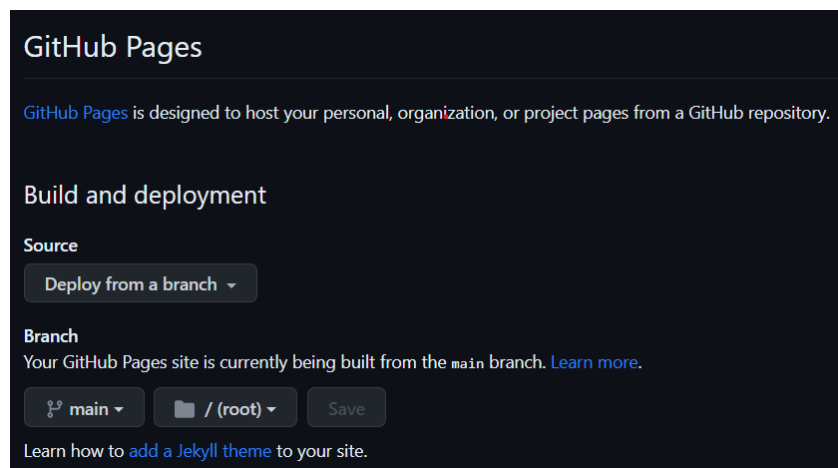 GitHub Pages
GitHub Pages is designed to host your personal, organization, or project pages from a GitHub repository.
Build and deployment
Source
Deploy from a branch
Branch
Your GitHub Pages site is currently being built from the main branch. Learn more.
main / (root) Save
Learn how to add a Jekyll theme to your site.